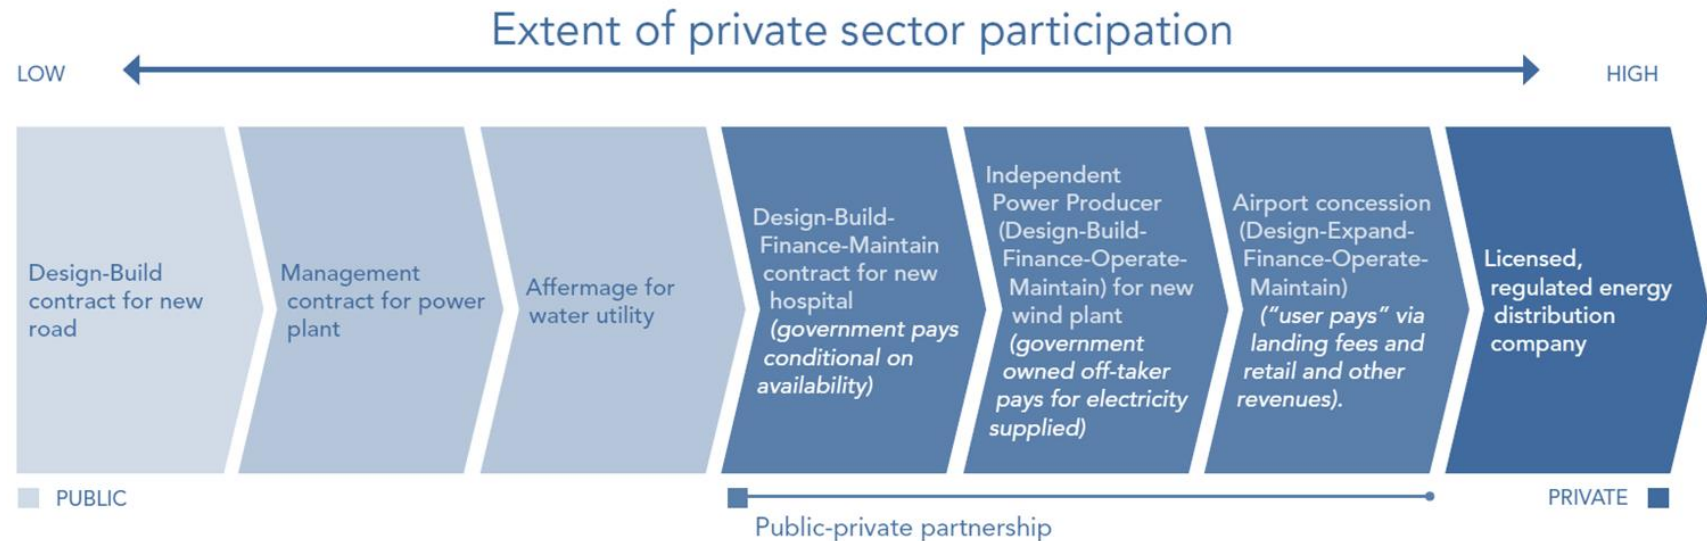 Extent of private sector participation
LOW
HIGH
Design-Build
contract for new
road
Management
contract for power
plant
Affermage for
water utility
Design-Build-
Finance-Maintain
contract for new
hospital
(government pays
conditional on
availability)
Independent
Power Producer
(Design-Build-
Finance-Operate-
Maintain) for new
wind plant
(government
owned off-taker
pays for electricity
supplied)
Airport concession
(Design-Expand-
Finance-Operate-
Maintain)
(“user pays” via
landing fees and
retail and other
revenues).
Licensed,
regulated energy
distribution
company
PUBLIC
Public-private partnership
PRIVATE